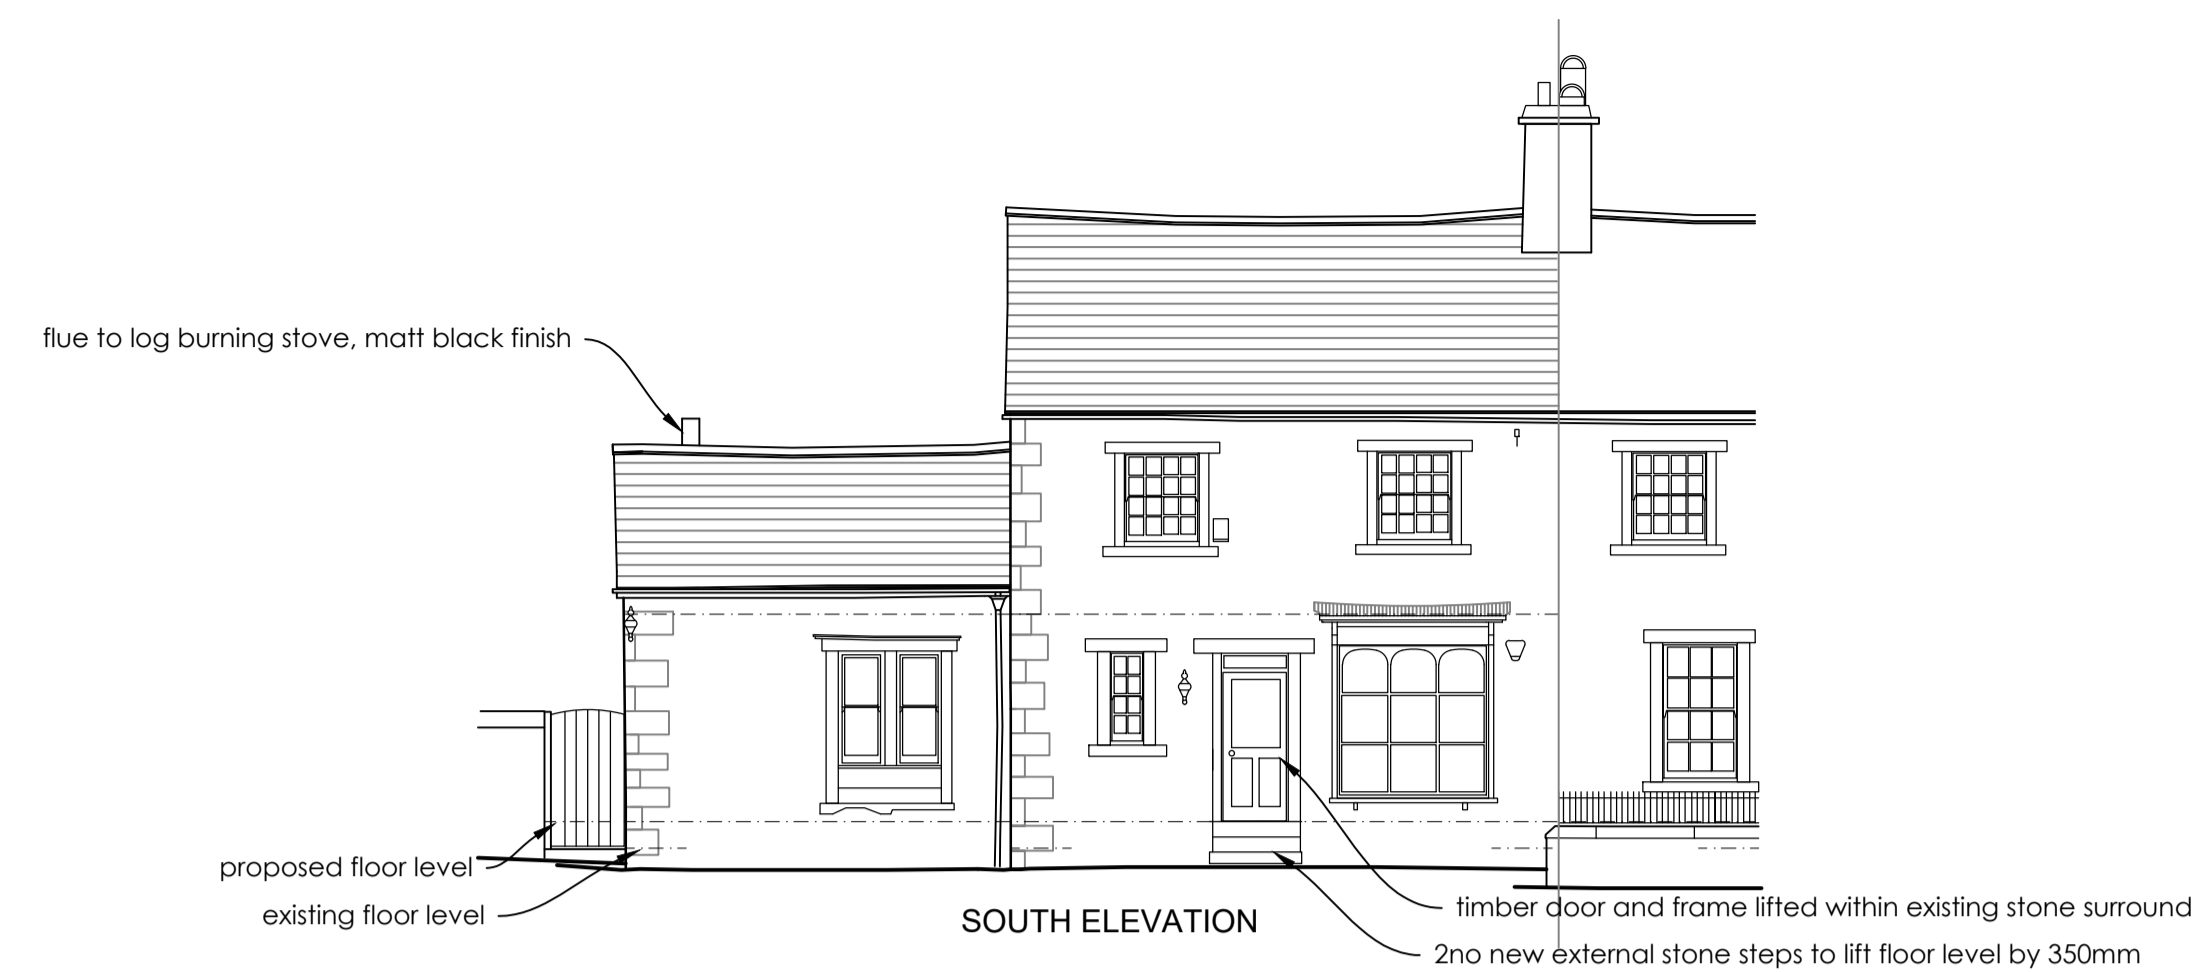 flue to log burning stove, matt black finish
proposed floor level
existing floor level
SOUTH ELEVATION
timber door and frame lifted within existing stone surround
2no new external stone steps to lift floor level by 350mm